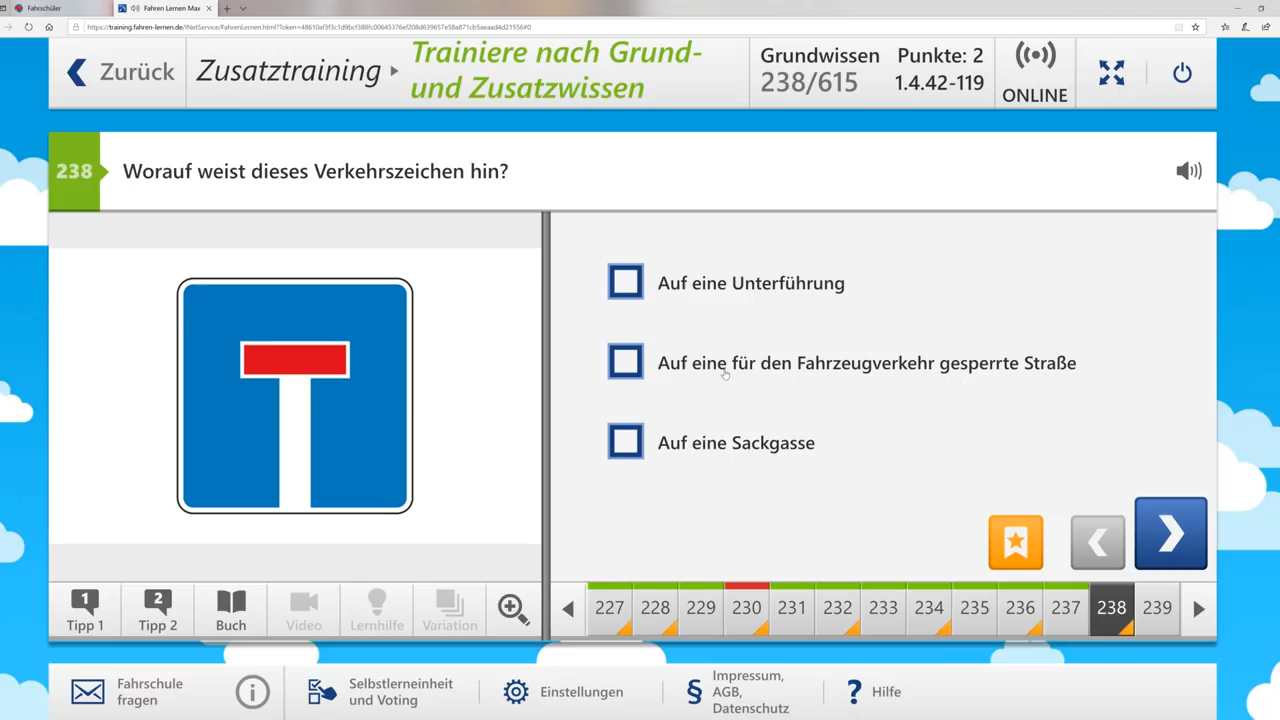 Fahrschüler
Fahren Lernen Max
Zurück
Zusatztraining
Trainiere nach Grund-
und Zusatzwissen
Grundwissen
238/615
Punkte: 2
1.4.42-119
ONLINE
238
Worauf weist dieses Verkehrszeichen hin?
Auf eine Unterführung
Auf eine für den Fahrzeugverkehr gesperrte Straße
Auf eine Sackgasse
1
Tipp 1
2
Tipp 2
Buch
Video
Lernhilfe
Variation
227 228 229 230 231 232 233 234 235 236 237 238 239
Fahrschule
fragen
Selbstlerneinheit
und Voting
Einstellungen
§
Impressum,
AGB,
Datenschutz
?
Hilfe